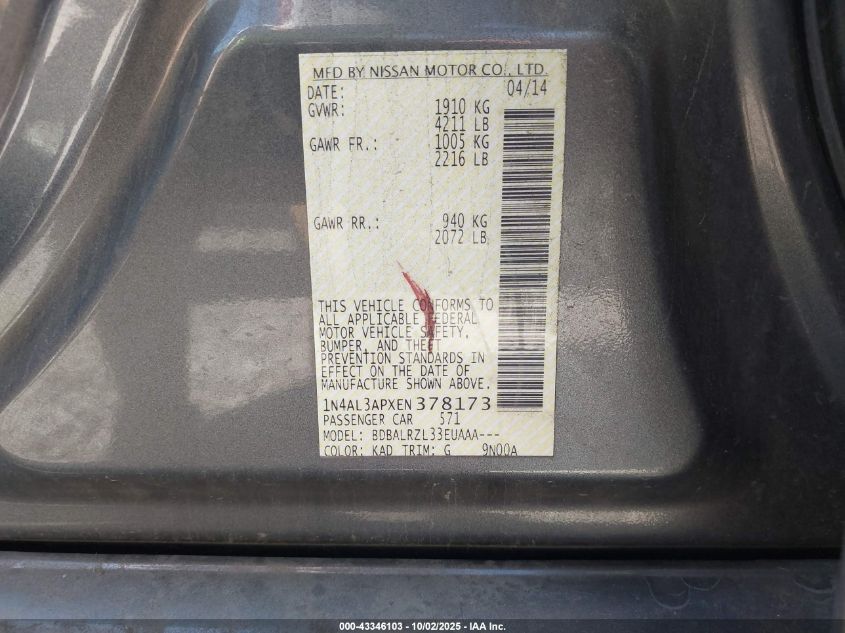 MFD BY NISSAN MOTOR CO., LTD.
DATE: 04/14
GVWR: 1910 KG
4211 LB
GAWR FR.: 1005 KG
2216 LB
GAWR RR.: 940 KG
2072 LB
THIS VEHICLE CONFORMS TO
ALL APPLICABLE FEDERAL
MOTOR VEHICLE SAFETY,
BUMPER, AND THEFT
PREVENTION STANDARDS IN
EFFECT ON THE DATE OF
MANUFACTURE SHOWN ABOVE.
1N4AL3APXEN378173
PASSENGER CAR 571
MODEL: BDBALRZL33EUAAA---
COLOR: KAD TRIM: G 9N00A
000-43346103 - 10/02/2025 - IAA Inc.